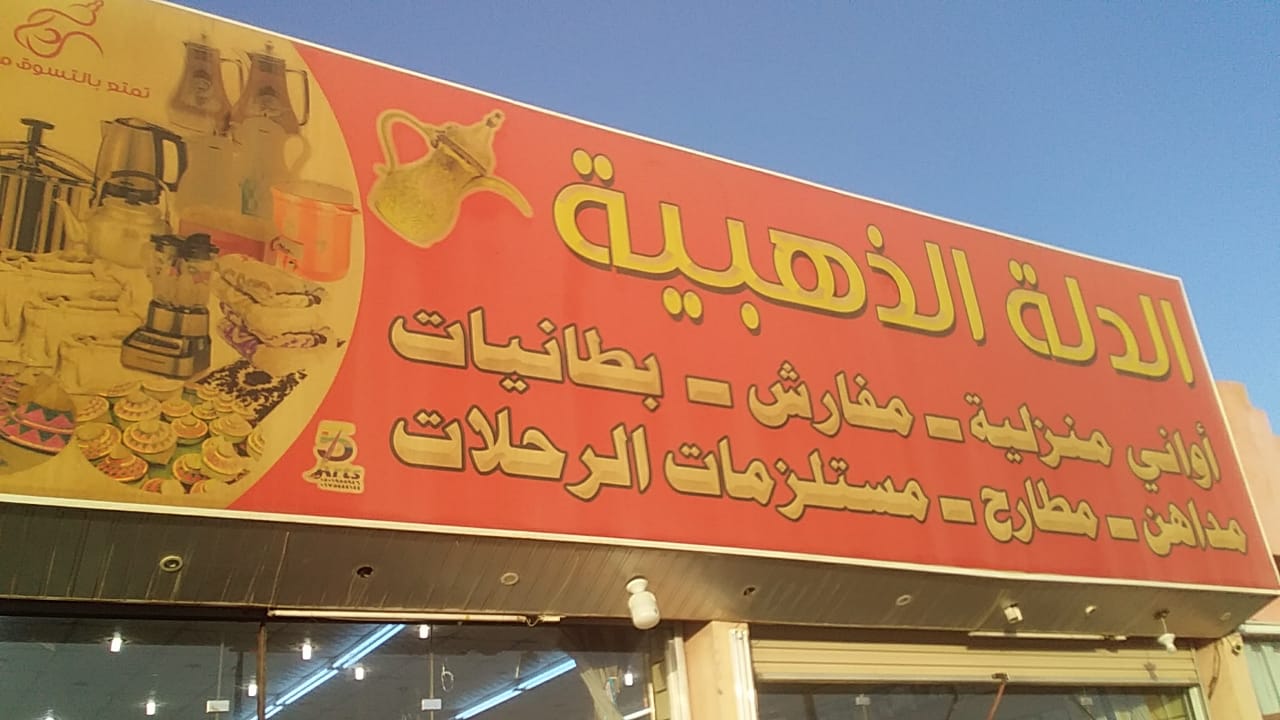 الدلة الذهبية
أواني منزلية - مفارش - بطانيات
مداهن - مطارح - مستلزمات الرحلات
تمتع بالتسوق